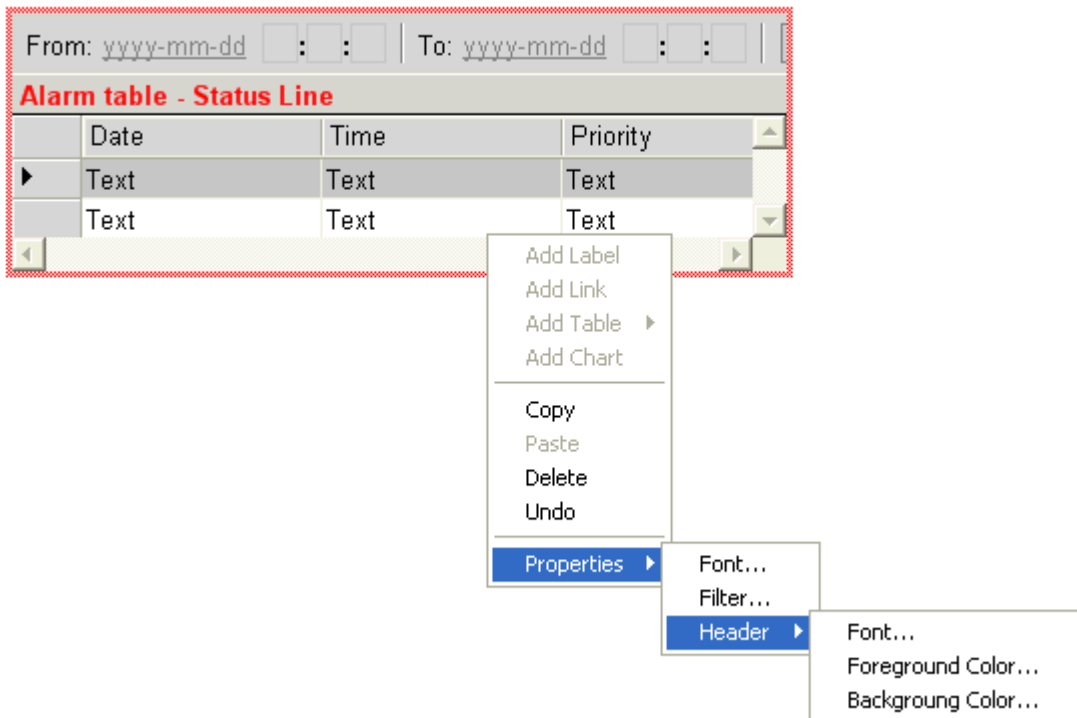 From: yyyy-mm-dd : : To: yyyy-mm-dd : :
Alarm table - Status Line
Date Time Priority
Text Text Text
Text Text Text
Add Label
Add Link
Add Table
Add Chart
Copy
Paste
Delete
Undo
Properties Font...
Filter...
Header Font...
Foreground Color...
Backgroung Color...